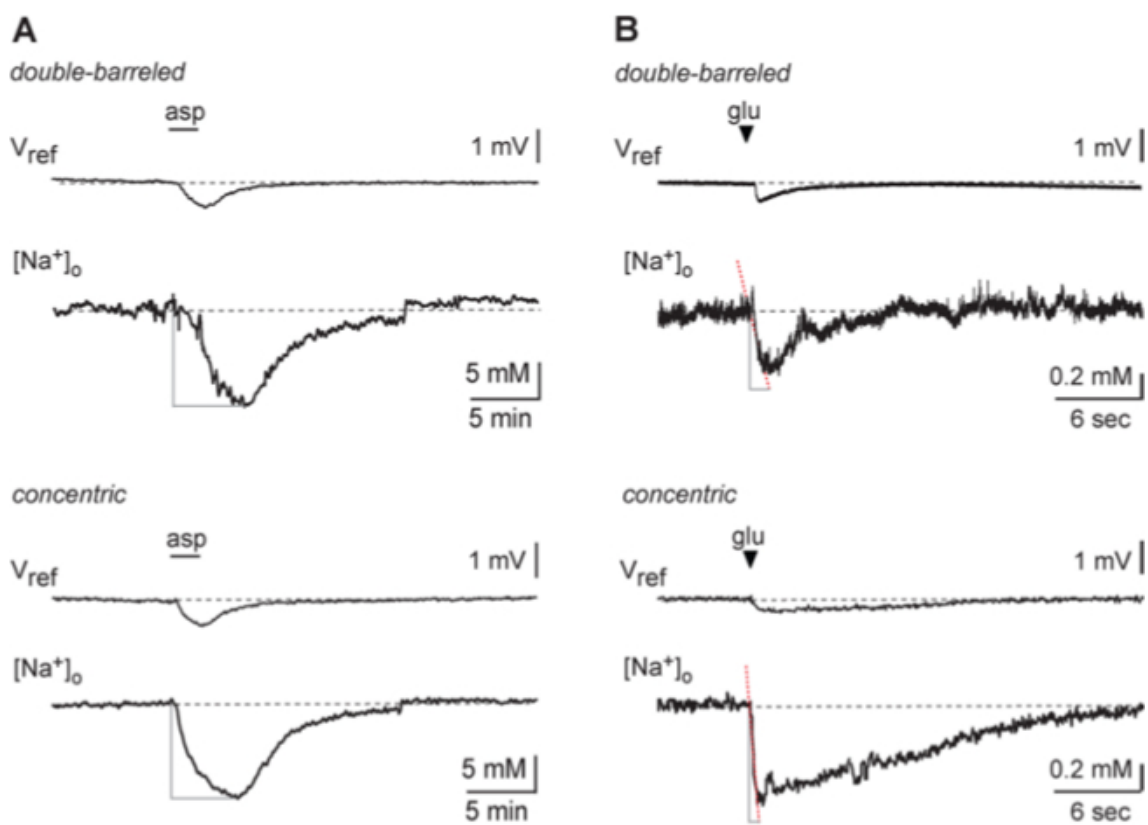 A
double-barreled
asp
Vref
1 mV
[Na+]o
5 mM
5 min
concentric
asp
Vref
1 mV
[Na+]o
5 mM
5 min
B
double-barreled
glu
Vref
1 mV
[Na+]o
0.2 mM
6 sec
concentric
glu
Vref
1 mV
[Na+]o
0.2 mM
6 sec